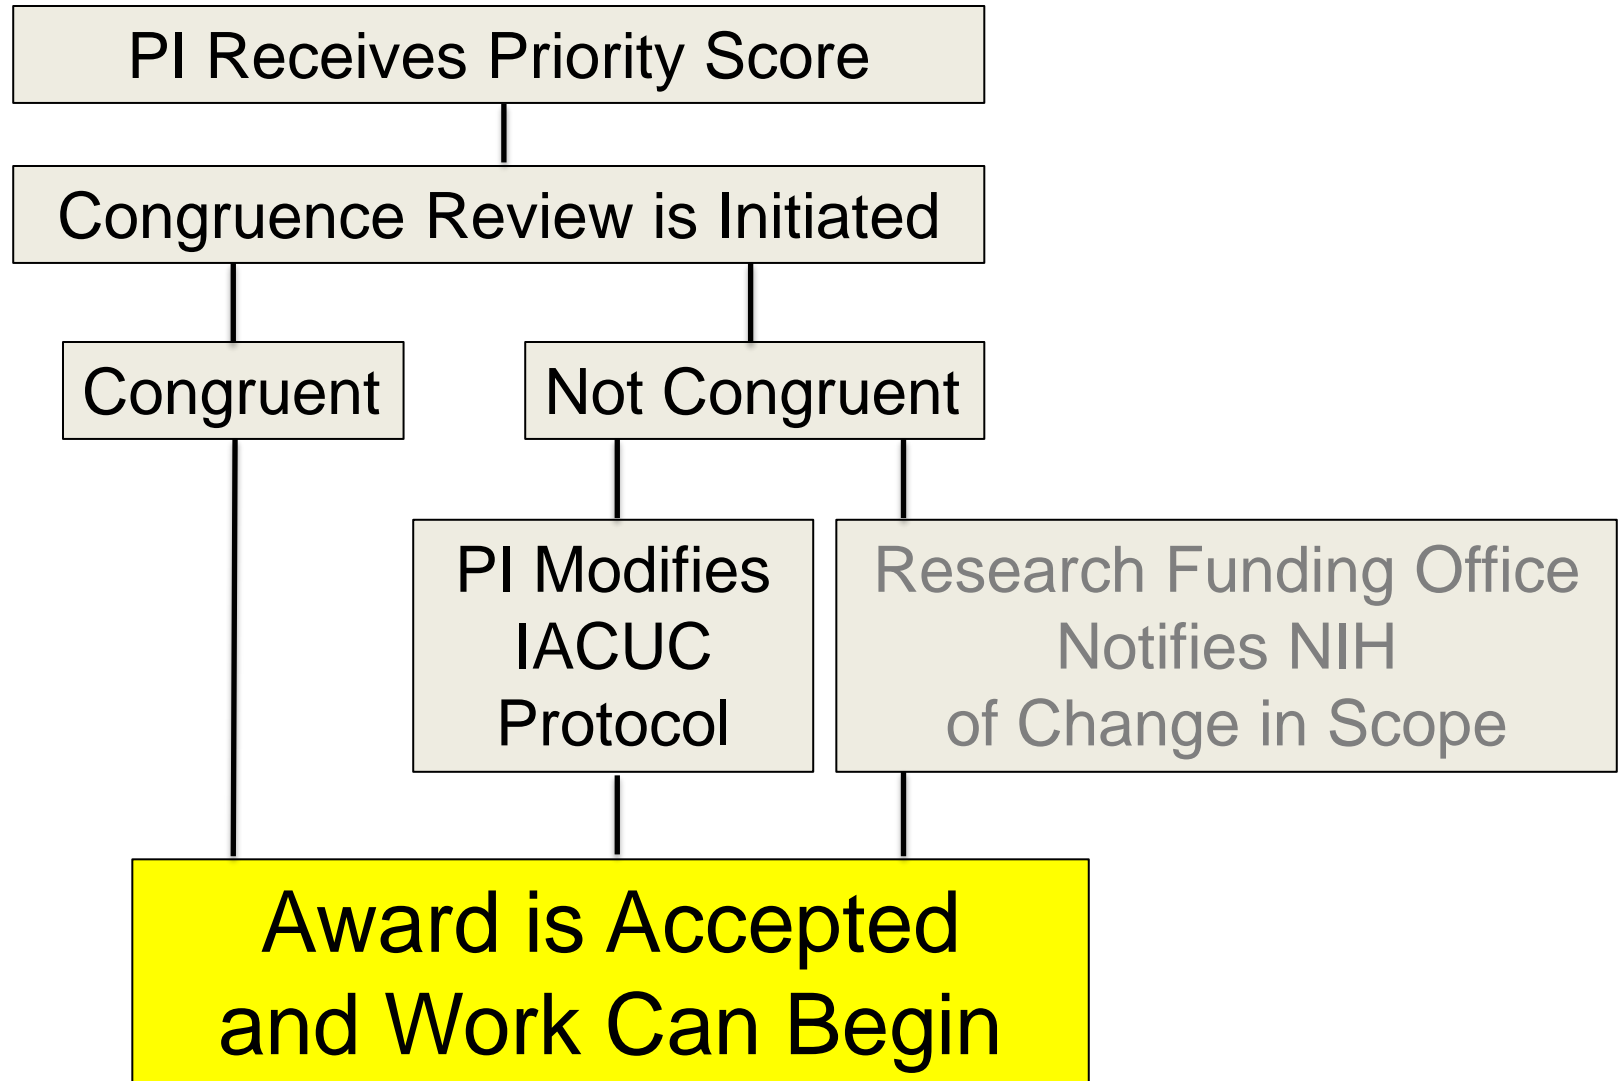 PI Receives Priority Score
Congruence Review is Initiated
Congruent
Not Congruent
PI Modifies
IACUC
Protocol
Research Funding Office
Notifies NIH
of Change in Scope
Award is Accepted
and Work Can Begin